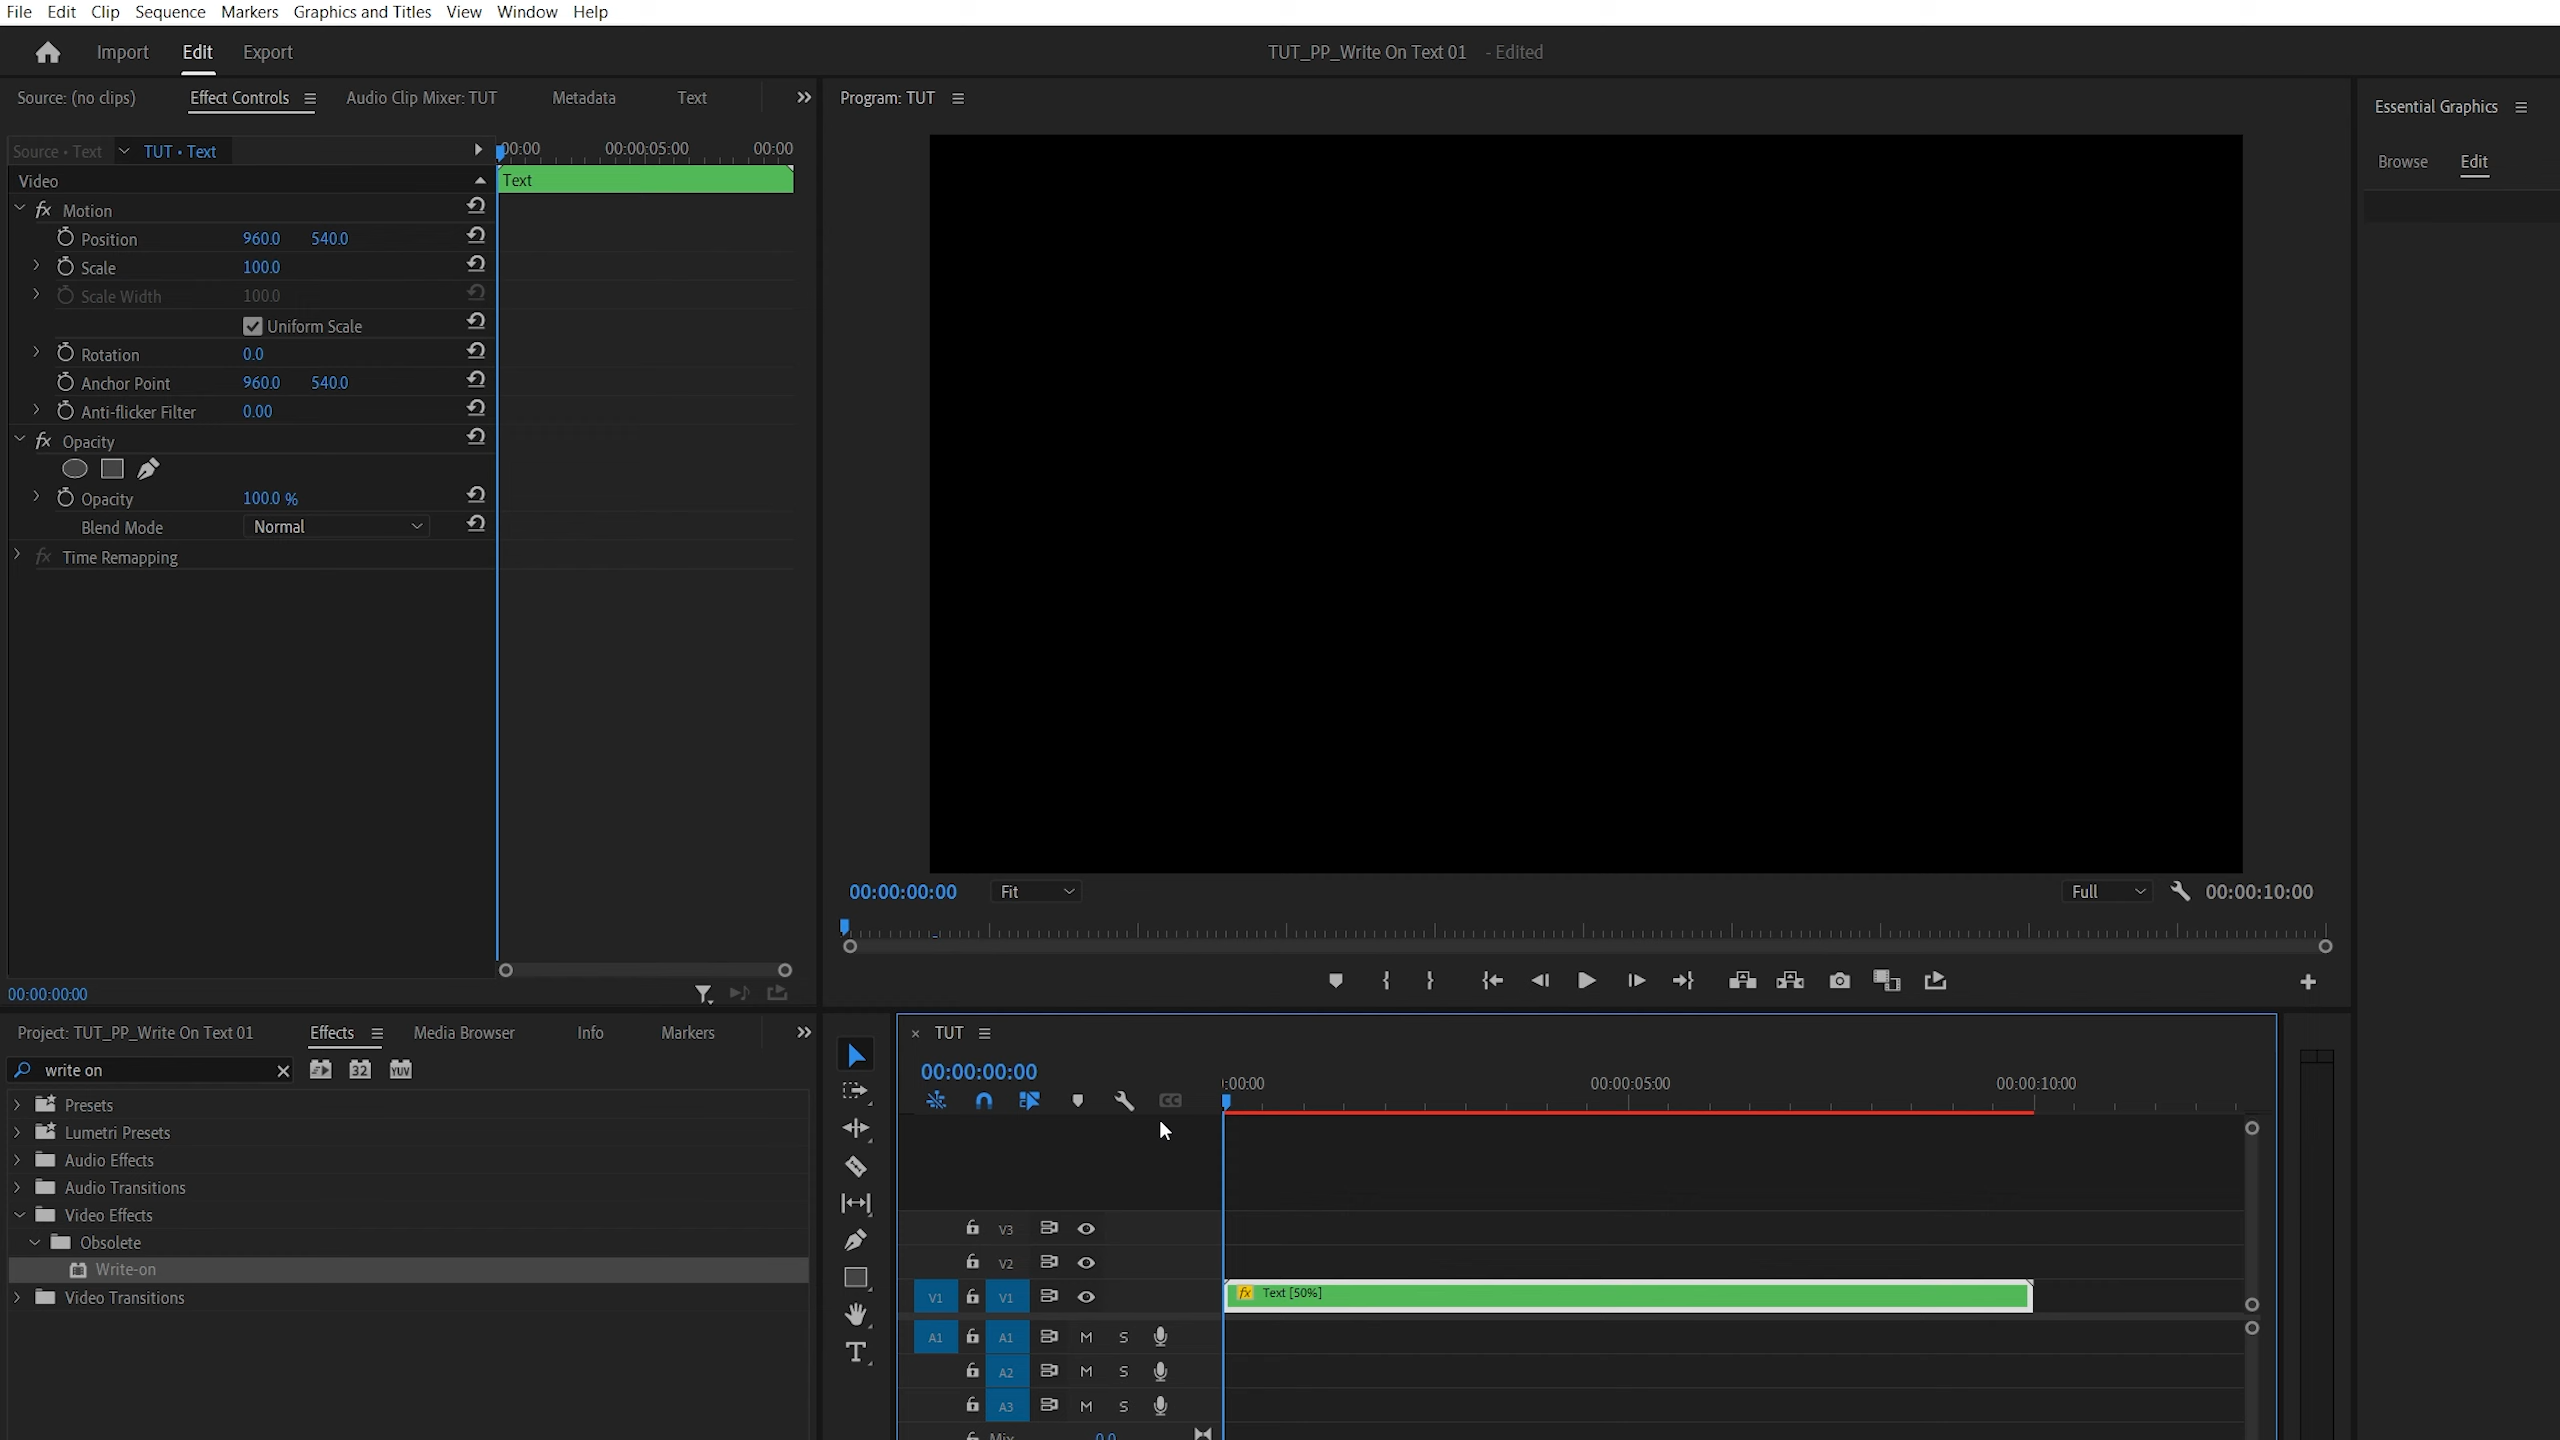 File Edit Clip Sequence Markers Graphics and Titles View Window Help
Import Edit Export
TUT_PP_Write On Text 01 - Edited
Source: (no clips) Effect Controls Audio Clip Mixer: TUT Metadata Text
Program: TUT
Essential Graphics
Browse Edit
Source • Text TUT • Text
:00:00 00:00:05:00 00:00
Video
Text
Motion
Position 960.0 540.0
Scale 100.0
Scale Width 100.0
Uniform Scale
Rotation 0.0
Anchor Point 960.0 540.0
Anti-flicker Filter 0.00
Opacity
Opacity 100.0 %
Blend Mode Normal
Time Remapping
00:00:00:00 Fit Full 00:00:10:00
00:00:00:00
Project: TUT_PP_Write On Text 01 Effects Media Browser Info Markers
write on 32 YUV
Presets
Lumetri Presets
Audio Effects
Audio Transitions
Video Effects
Obsolete
Write-on
Video Transitions
× TUT
00:00:00:00
:00:00 00:00:05:00 00:00:10:00
CC
V3
V2
V1 V1
fx Text [50%]
A1 A1 M S
A2 M S
A3 M S
Mix 0.0